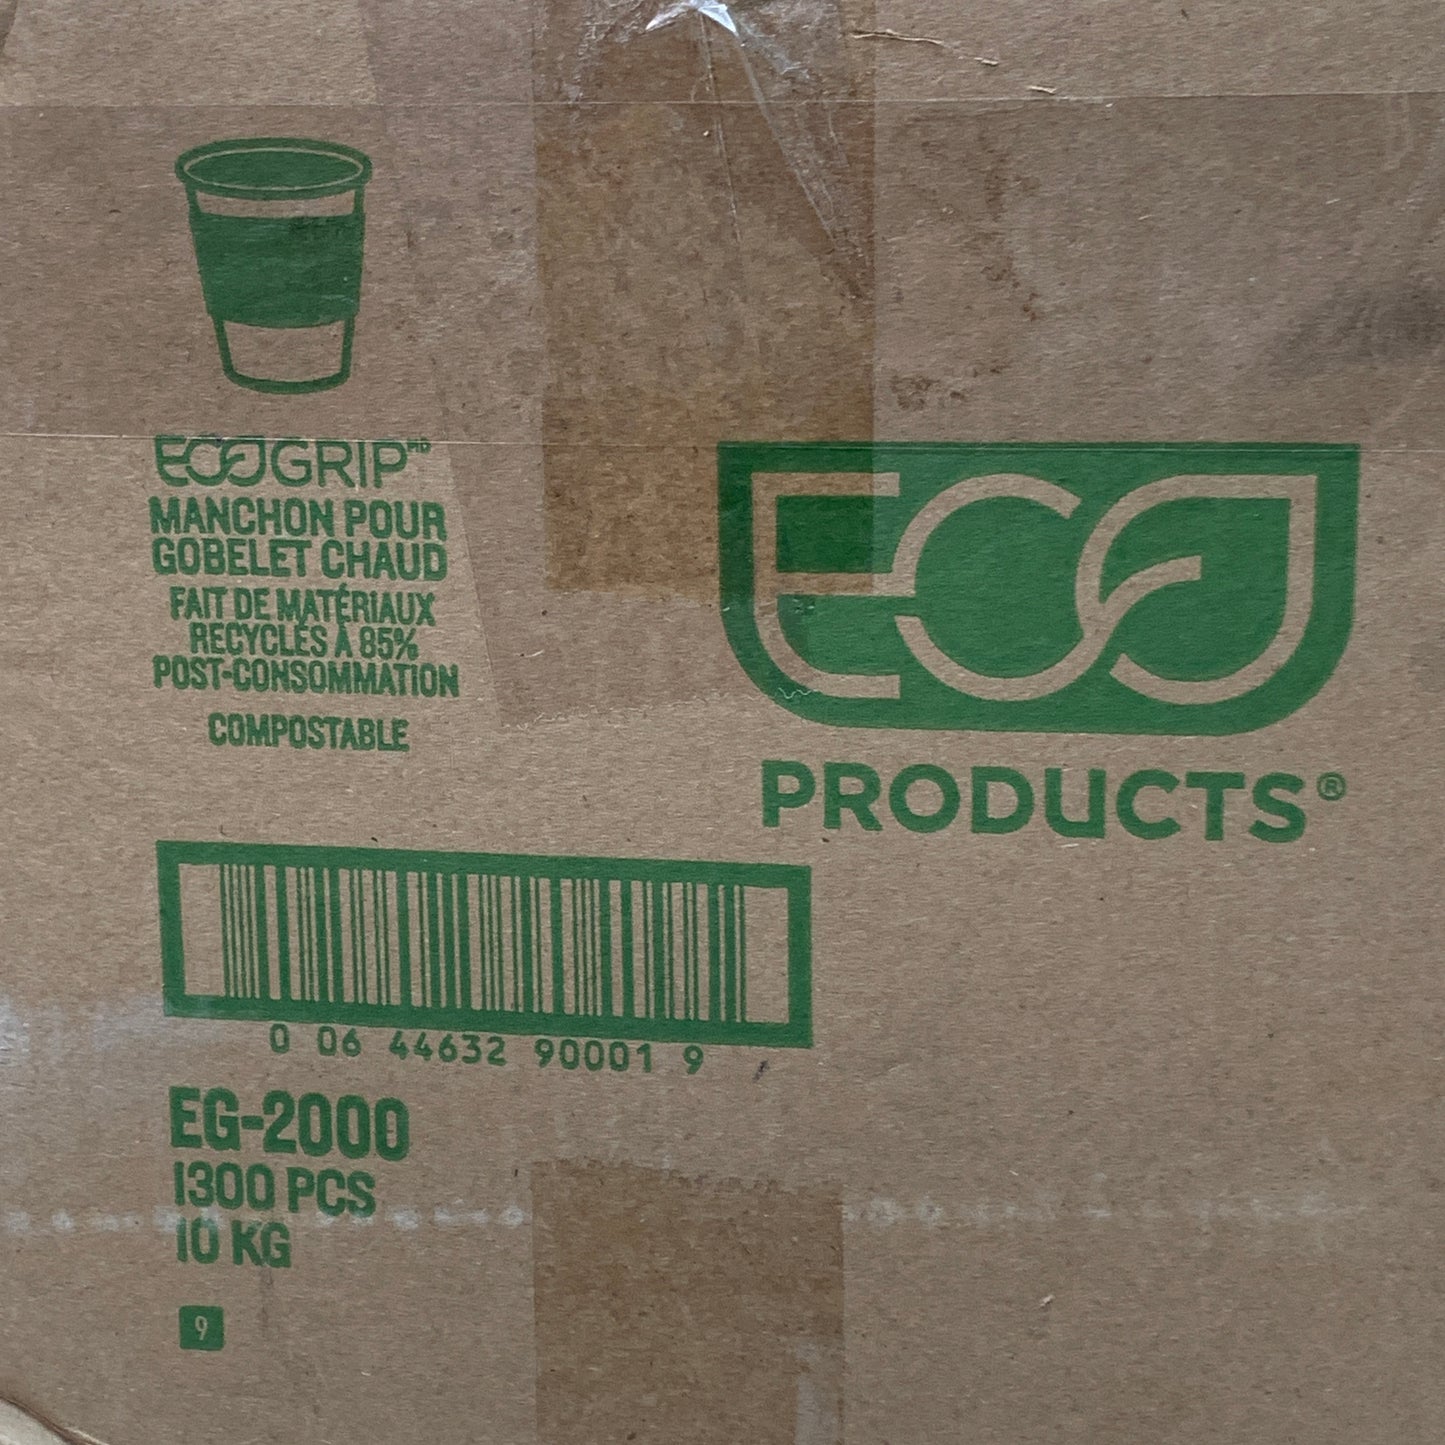 ECOGRIP MD
MANCHON POUR
GOBELET CHAUD
FAIT DE MATÉRIAUX
RECYCLÉS À 85%
POST-CONSOMMATION
COMPOSTABLE
ECO
PRODUCTS®
0 06 44632 90001 9
EG-2000
1300 PCS
10 KG
9